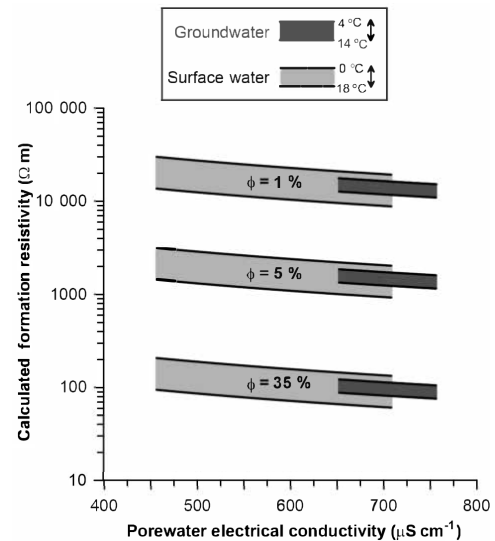 Groundwater
4 °C
14 °C
Surface water
0 °C
18 °C
Calculated formation resistivity (Ω m)
100 000
10 000
1000
100
10
ϕ = 1 %
ϕ = 5 %
ϕ = 35 %
400 500 600 700 800
Porewater electrical conductivity (μS cm⁻¹)